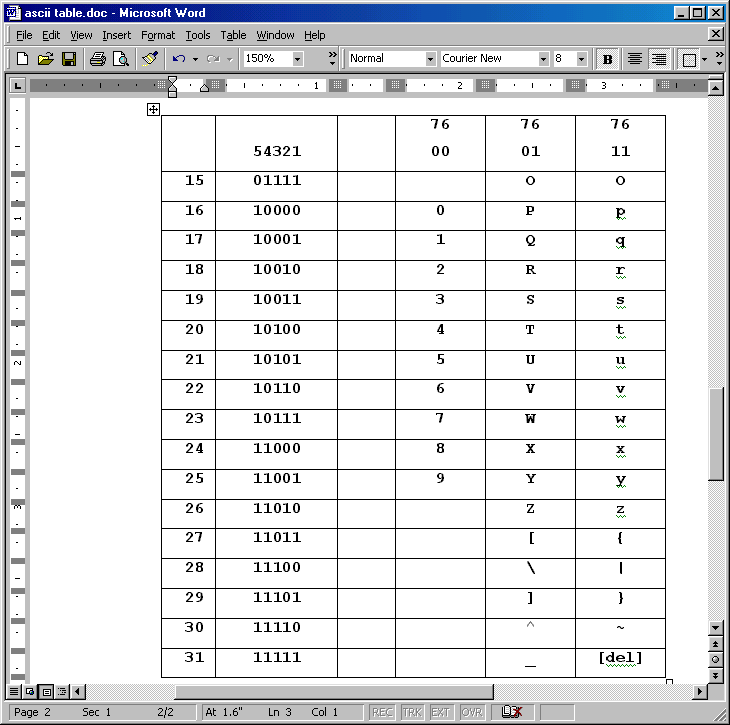 ascii table.doc - Microsoft Word
File Edit View Insert Format Tools Table Window Help
150% Normal Courier New 8 B
1 2 3
76 76 76
54321 00 01 11
15 01111 O O
16 10000 0 P p
17 10001 1 Q q
18 10010 2 R r
19 10011 3 S s
20 10100 4 T t
21 10101 5 U u
22 10110 6 V v
23 10111 7 W w
24 11000 8 X x
25 11001 9 Y y
26 11010 Z z
27 11011 [ {
28 11100 \ |
29 11101 ] }
30 11110 ^ ~
31 11111 _ [del]
1
2
3
Page 2 Sec 1 2/2 At 1.6" Ln 3 Col 1 REC TRK EXT OVR